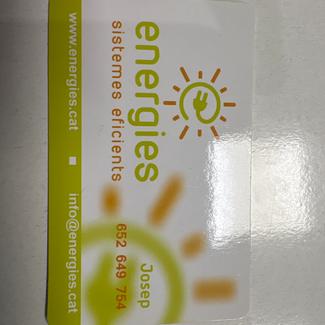 energies
sistemes eficients
Josep
652 649 754
www.energies.cat ■ info@energies.cat